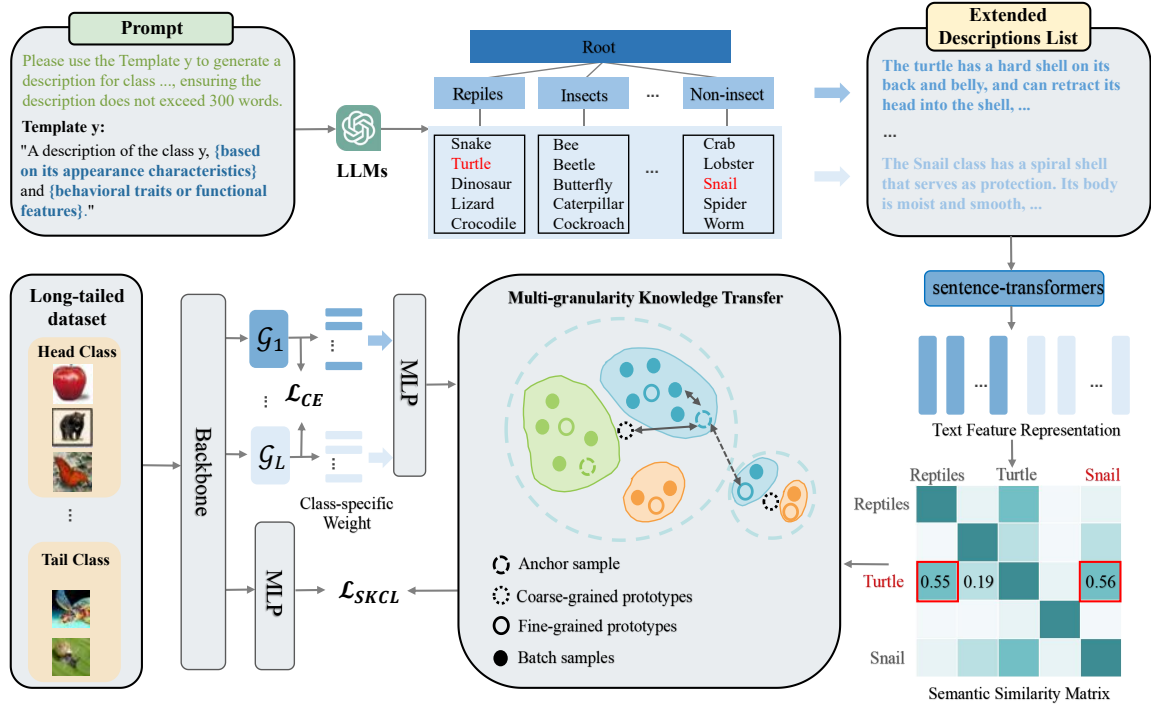 Prompt
Please use the Template y to generate a
description for class ..., ensuring the
description does not exceed 300 words.
Template y:
"A description of the class y, {based
on its appearance characteristics}
and {behavioral traits or functional
features}."
LLMs
Root
Repiles
Insects
...
Non-insect
Snake
Turtle
Dinosaur
Lizard
Crocodile
Bee
Beetle
Butterfly
Caterpillar
Cockroach
...
Crab
Lobster
Snail
Spider
Worm
Extended
Descriptions List
The turtle has a hard shell on its
back and belly, and can retract its
head into the shell, ...
...
The Snail class has a spiral shell
that serves as protection. Its body
is moist and smooth, ...
sentence-transformers
...
...
Text Feature Representation
Reptiles
Turtle
Snail
Reptiles
Turtle
0.55
0.19
0.56
Snail
Semantic Similarity Matrix
Long-tailed
dataset
Head Class
...
Tail Class
Backbone
𝒢1
...
𝓛CE
...
𝒢L
...
Class-specific
Weight
MLP
MLP
𝓛SKCL
Multi-granularity Knowledge Transfer
Anchor sample
Coarse-grained prototypes
Fine-grained prototypes
Batch samples